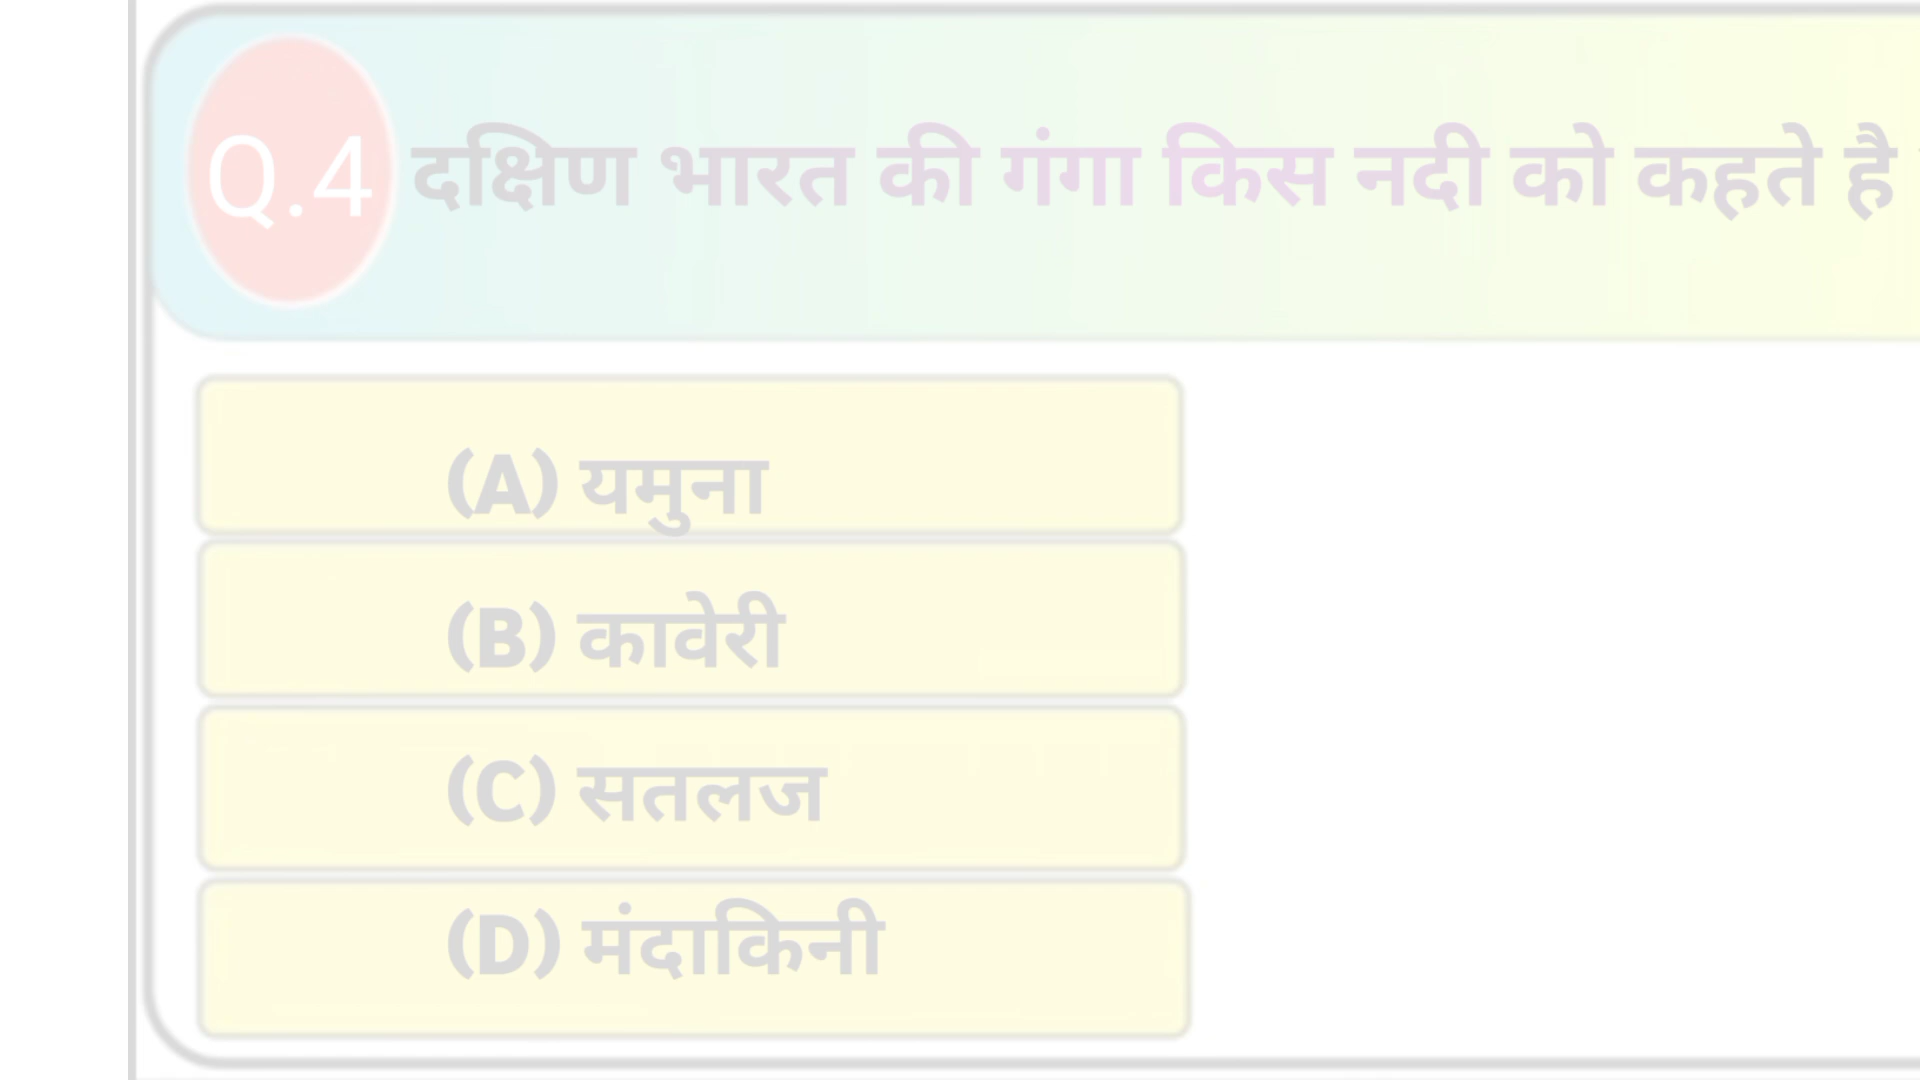 Q.4 दक्षिण भारत की गंगा किस नदी को कहते है
(A) यमुना
(B) कावेरी
(C) सतलज
(D) मंदाकिनी